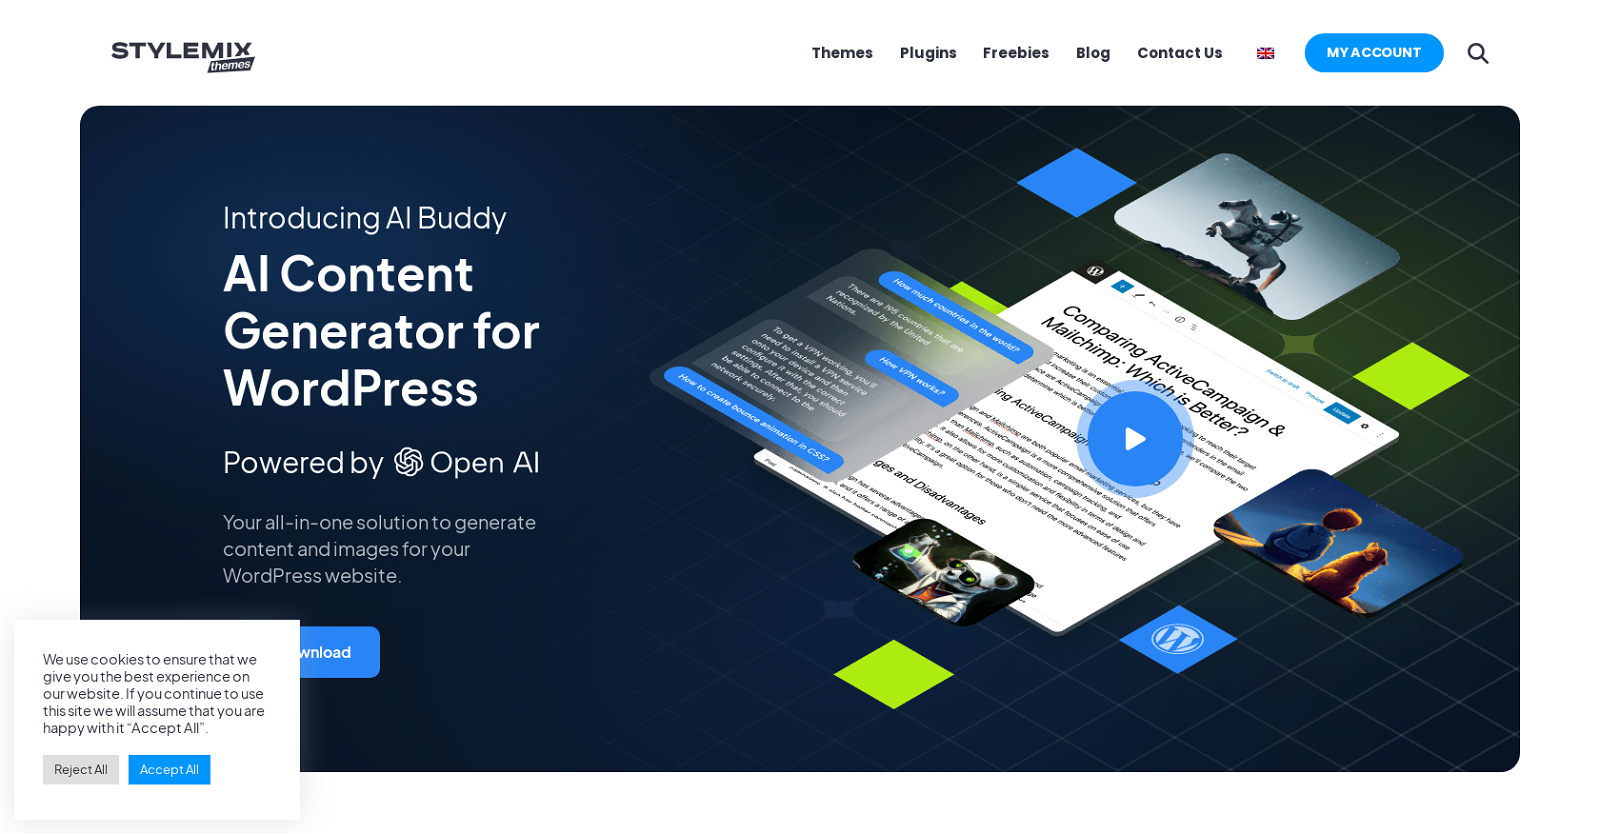 STYLEMIX
themes
Themes Plugins Freebies Blog Contact Us MY ACCOUNT
Introducing AI Buddy
AI Content
Generator for
WordPress
Powered by Open AI
Your all-in-one solution to generate
content and images for your
WordPress website.
wnload
How much countries in the world?
There are 195 countries that are
recognized by the United
Nations.
How VPN works?
To get a VPN working, you'll
need to install a VPN service
onto your device and then
configure it with the correct
settings. After that, you should
be able to connect to the
network securely.
How to create bounce animation in CSS?
Switch to draft Preview Update
Comparing ActiveCampaign &
Mailchimp: Which is Better?
ges and Disadvantages
Post
We use cookies to ensure that we
give you the best experience on
our website. If you continue to use
this site we will assume that you are
happy with it “Accept All”.
Reject All Accept All